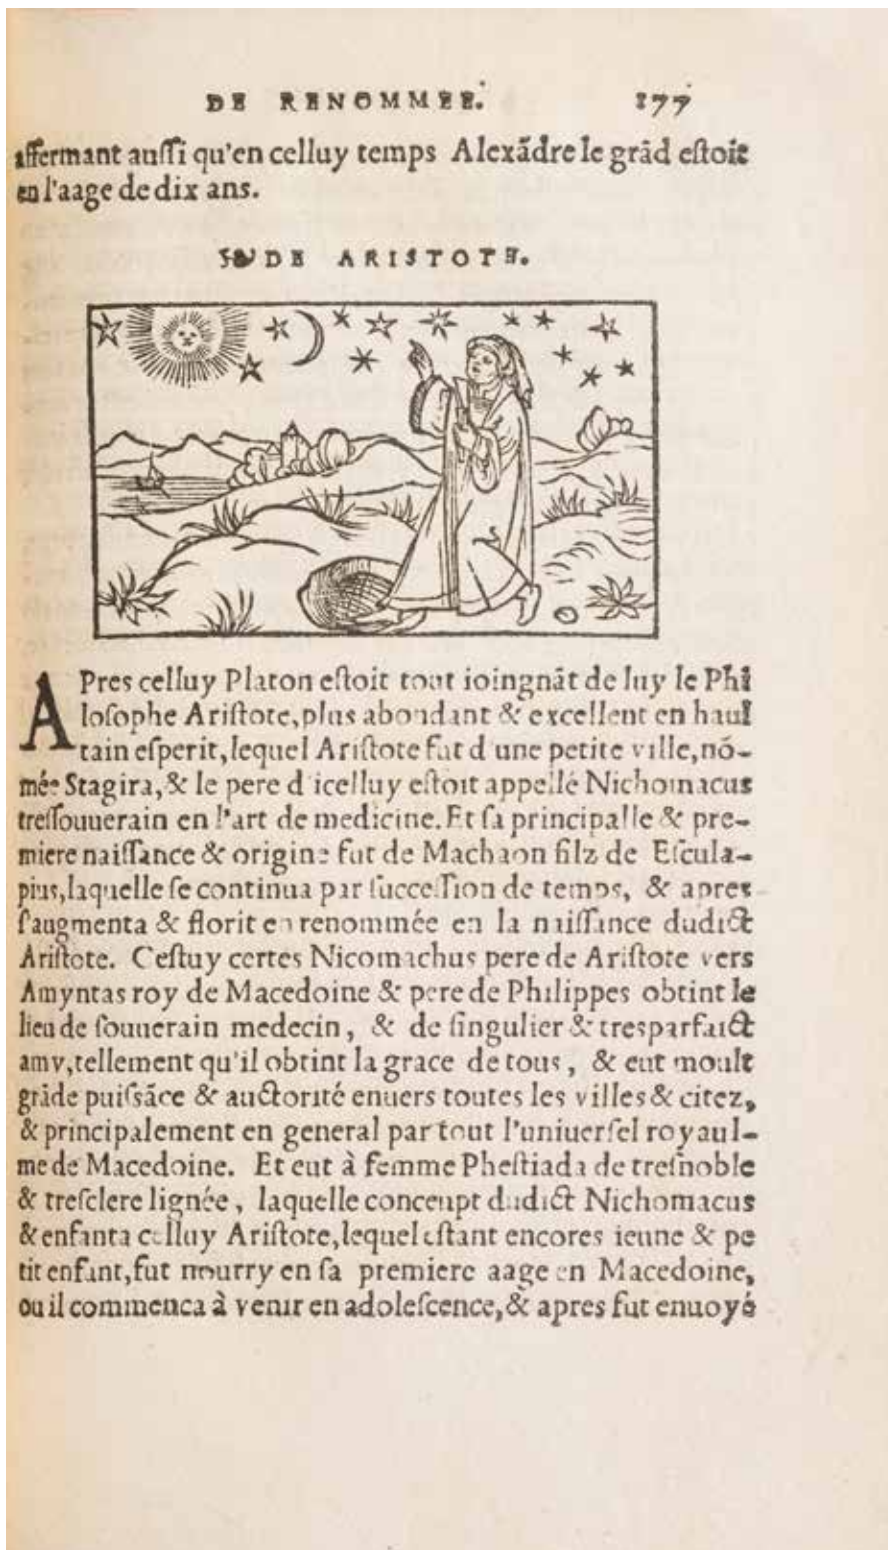 DE RENOMMEE. 177
affermant auſſi qu'en celluy temps Alexãdre le grãd eſtoit
en l'aage de dix ans.
❧ DE ARISTOTE.
APres celluy Platon eſtoit tout ioingnãt de luy le Phi
loſophe Ariſtote, plus abondant & excellent en haul
tain eſperit, lequel Ariſtote fut d'une petite ville, nõ-
mée Stagira, & le pere d'icelluy eſtoit appellé Nichomacus
treſſouuerain en l'art de medicine. Et ſa principalle & pre-
miere naiſſance & origine fut de Machaon filz de Eſcula-
pius, laquelle ſe continua par ſucceſſion de temps, & apres
ſ'augmenta & florit en renommée en la naiſſance dudict
Ariſtote. Ceſtuy certes Nicomachus pere de Ariſtote vers
Amyntas roy de Macedoine & pere de Philippes obtint le
lieu de ſouuerain medecin, & de ſingulier & treſparfaict
amy, tellement qu'il obtint la grace de tous, & eut moult
grãde puiſsãce & auctorité enuers toutes les villes & citez,
& principalement en general par tout l'uniuerſel royaul-
me de Macedoine. Et eut à femme Pheſtiada de treſnoble
& treſclere lignée, laquelle conceupt dudict Nichomacus
& enfanta celluy Ariſtote, lequel eſtant encores ieune & pe
tit enfant, fut nourry en ſa premiere aage en Macedoine,
ou il commenca à venir en adoleſcence, & apres fut enuoyé